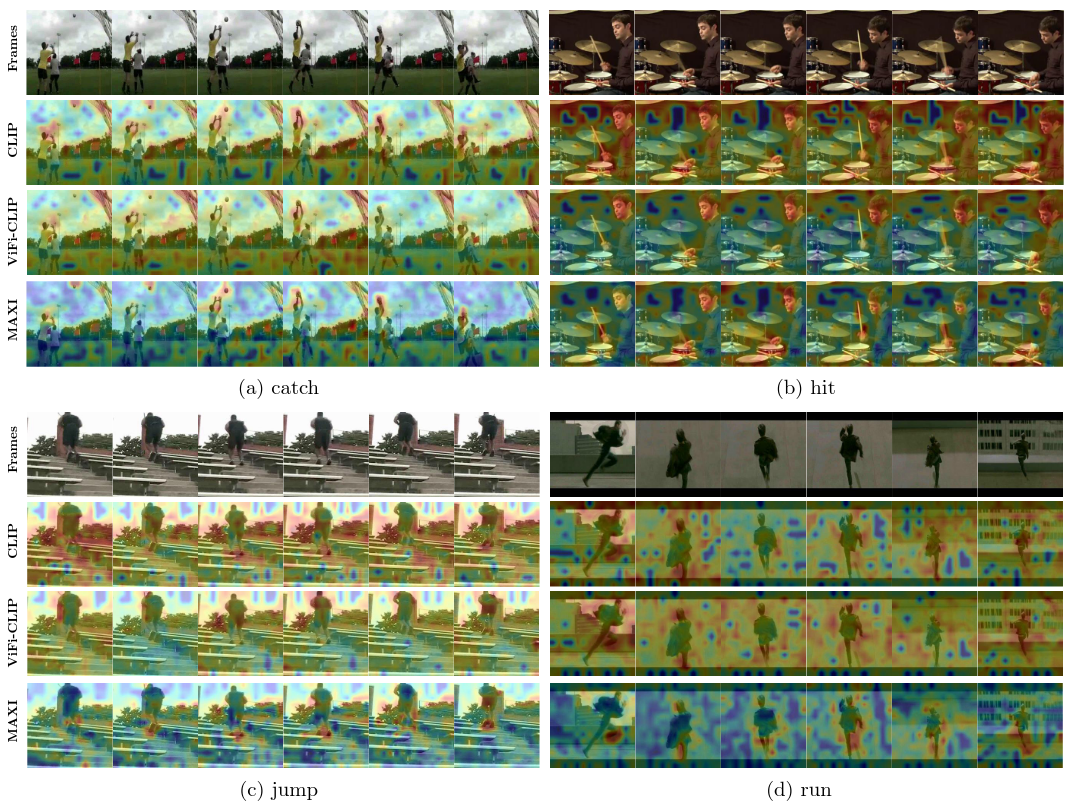 Frames
CLIP
ViFi-CLIP
MAXI
(a) catch
(b) hit
Frames
CLIP
ViFi-CLIP
MAXI
(c) jump
(d) run